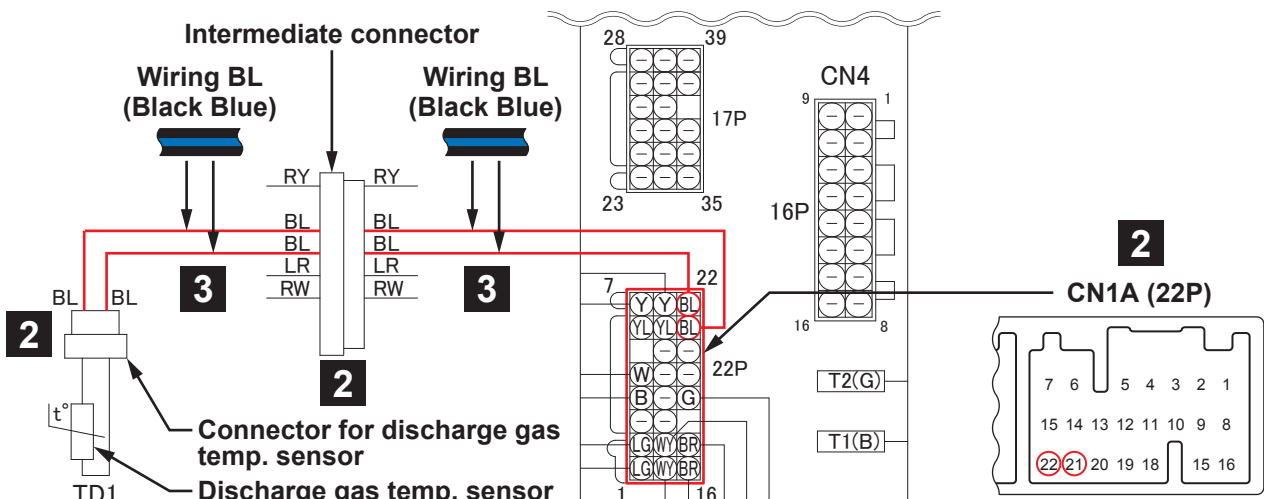 Intermediate connector
Wiring BL
(Black Blue)
Wiring BL
(Black Blue)
RY
RY
BL
BL
BL
BL
LR
LR
RW
RW
3
3
BL
BL
2
2
t°
Connector for discharge gas
temp. sensor
TD1
Discharge gas temp. sensor
28
39
17P
23
35
CN4
9
1
16P
16
8
7
22
Y Y BL
YL YL BL
W
B G
LG WY BR
LG WY BR
22P
1
16
T2(G)
T1(B)
2
CN1A (22P)
7 6 5 4 3 2 1
15 14 13 12 11 10 9 8
22 21 20 19 18 15 16